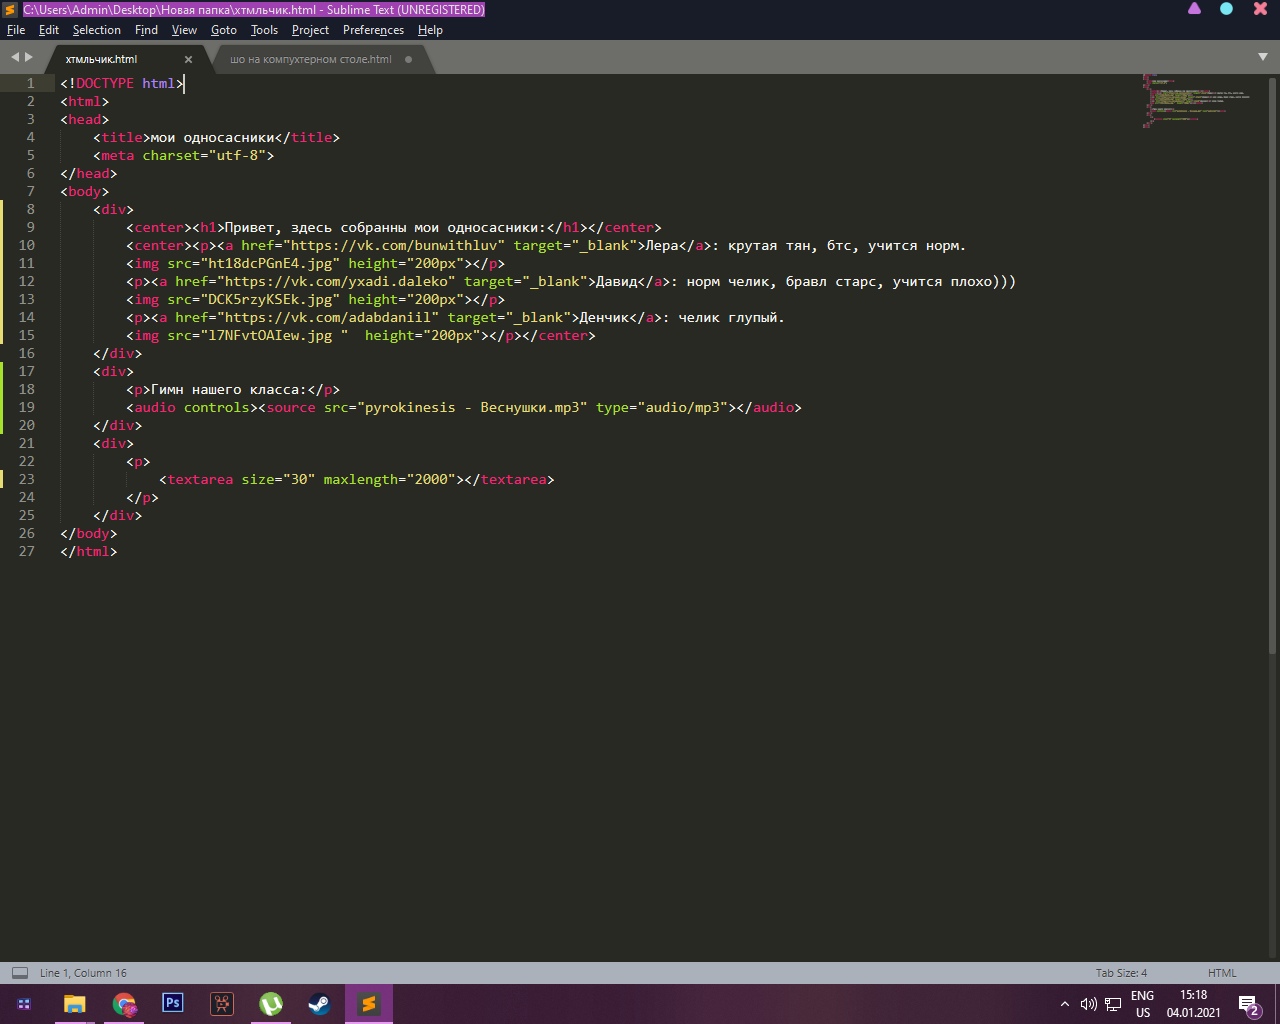 C:\Users\Admin\Desktop\Новая папка\хтмльчик.html - Sublime Text (UNREGISTERED)
File Edit Selection Find View Goto Tools Project Preferences Help
хтмльчик.html × шо на компухтерном столе.html
1 <!DOCTYPE html>
2 <html>
3 <head>
4 <title>мои односасники</title>
5 <meta charset="utf-8">
6 </head>
7 <body>
8 <div>
9 <center><h1>Привет, здесь собранны мои односасники:</h1></center>
10 <center><p><a href="https://vk.com/bunwithluv" target="_blank">Лера</a>: крутая тян, бтс, учится норм.
11 <img src="ht18dcPGnE4.jpg" height="200px"></p>
12 <p><a href="https://vk.com/yxadi.daleko" target="_blank">Давид</a>: норм челик, бравл старс, учится плохо)))
13 <img src="DCK5rzyKSEk.jpg" height="200px"></p>
14 <p><a href="https://vk.com/adabdaniil" target="_blank">Денчик</a>: челик глупый.
15 <img src="l7NFvtOAIew.jpg "  height="200px"></p></center>
16 </div>
17 <div>
18 <p>Гимн нашего класса:</p>
19 <audio controls><source src="pyrokinesis - Веснушки.mp3" type="audio/mp3"></audio>
20 </div>
21 <div>
22 <p>
23 <textarea size="30" maxlength="2000"></textarea>
24 </p>
25 </div>
26 </body>
27 </html>
Line 1, Column 16 Tab Size: 4 HTML
Ps
ENG 15:18
US 04.01.2021 2